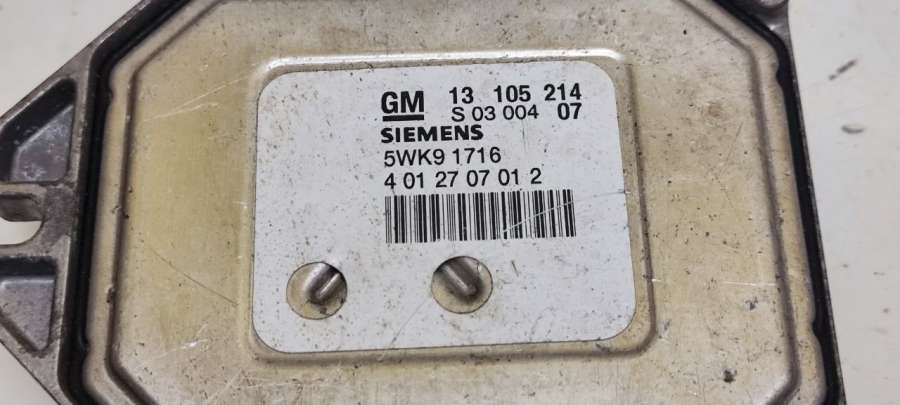 GM 13 105 214
S 03 004 07
SIEMENS
5WK9 1716
4 01 27 07 01 2